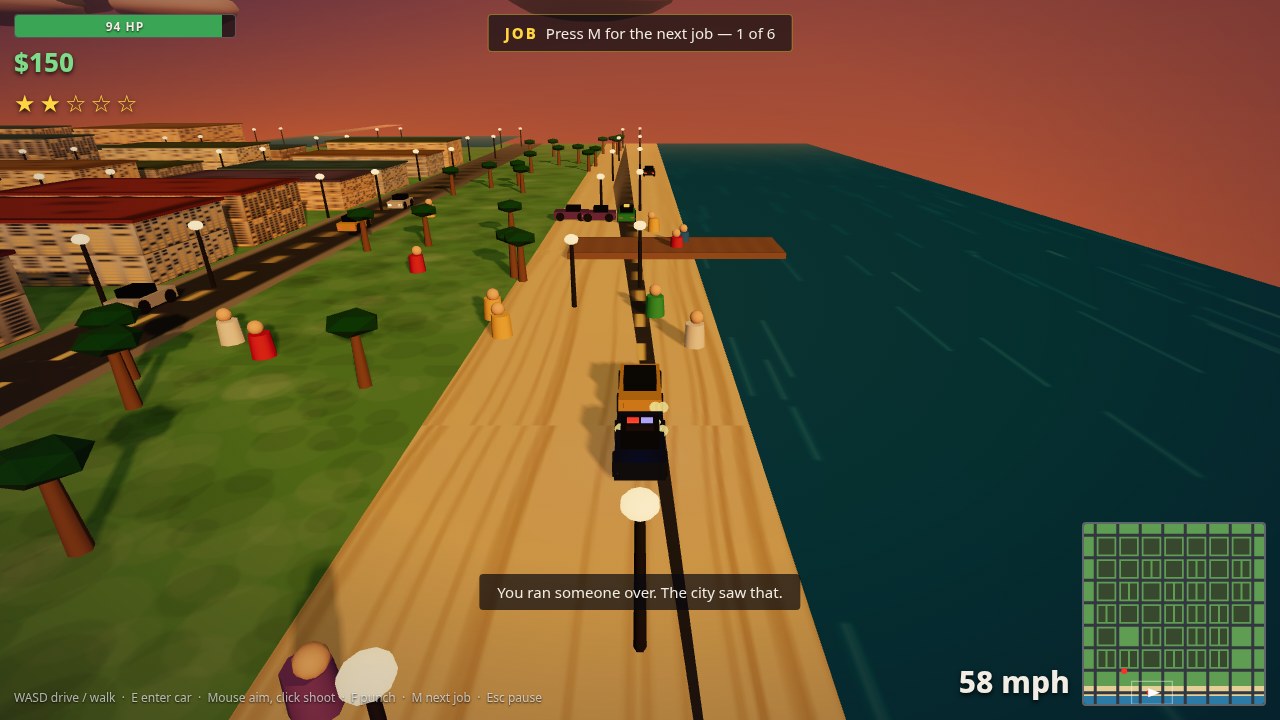 94 HP
JOB Press M for the next job — 1 of 6
$150
You ran someone over. The city saw that.
58 mph
WASD drive / walk · E enter car · Mouse aim, click shoot · F punch · M next job · Esc pause